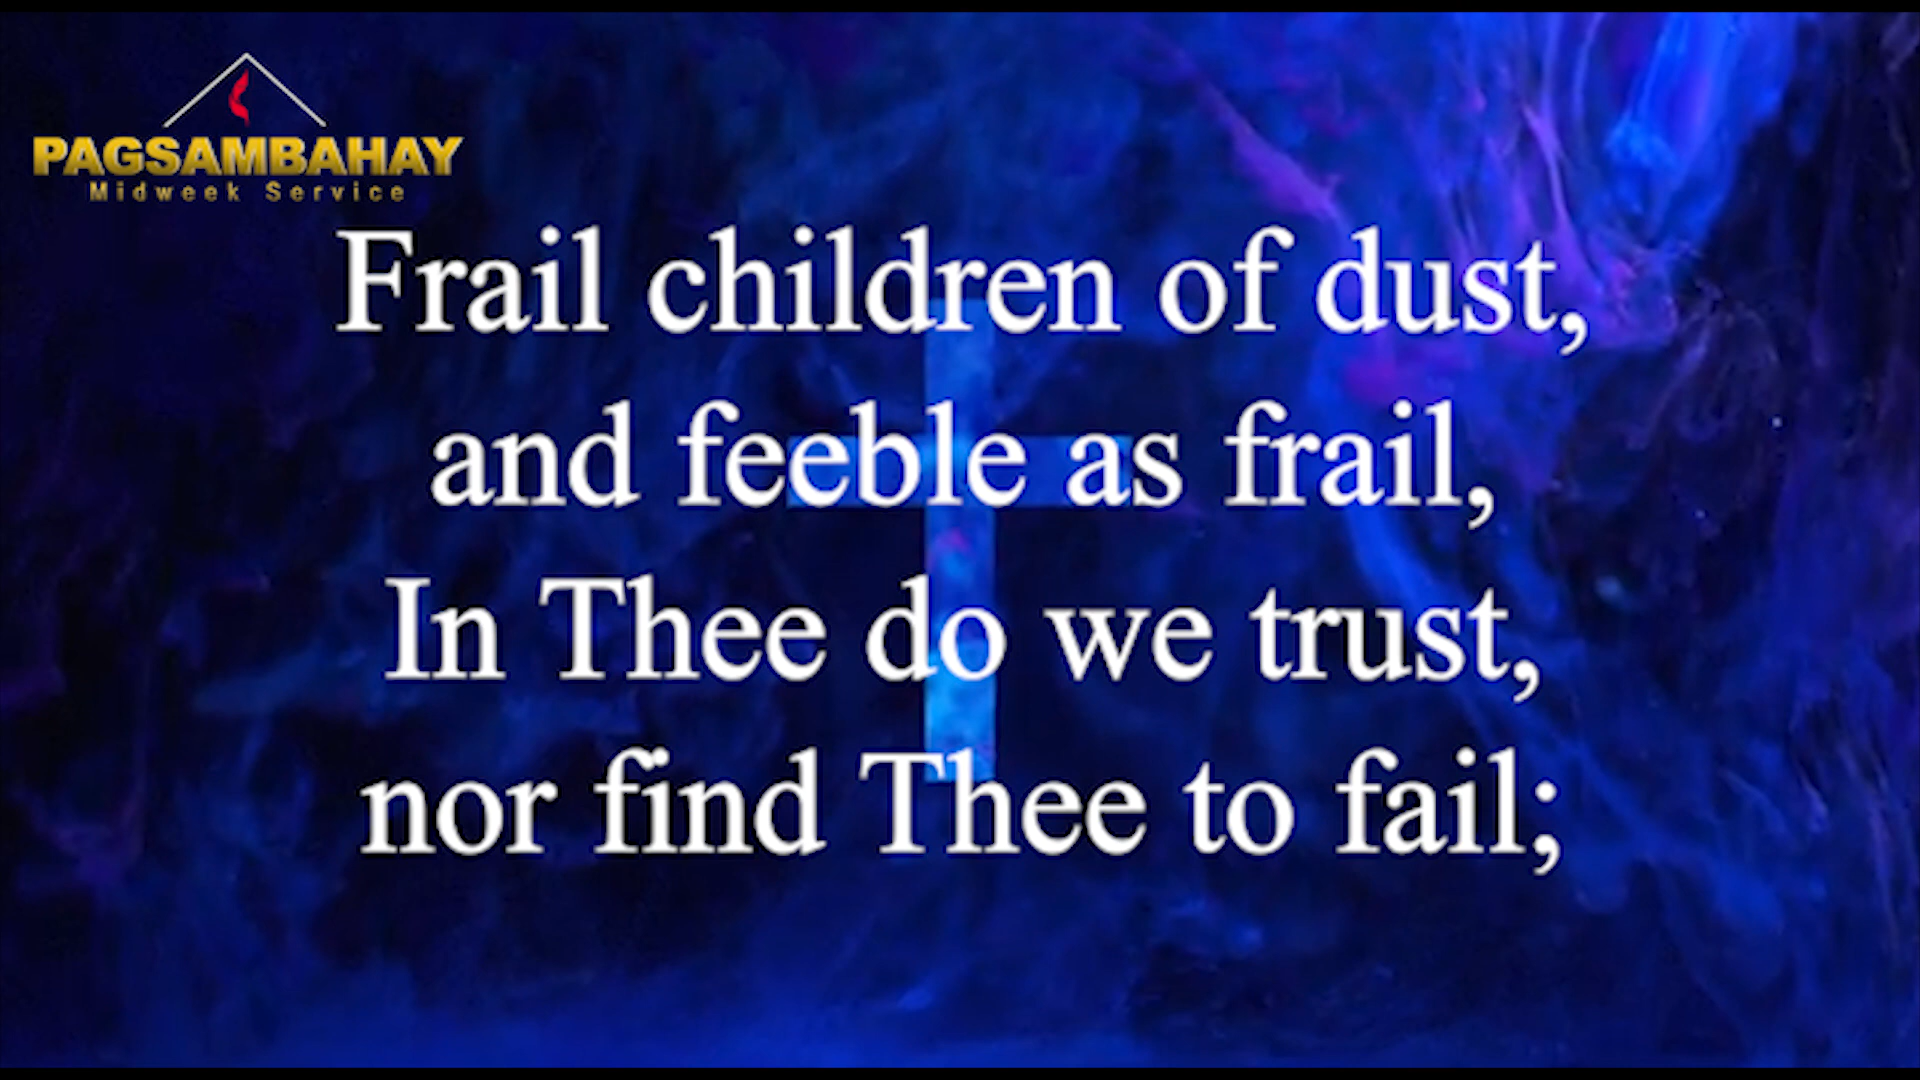 PAGSAMBAHAY
Midweek Service
Frail children of dust,
and feeble as frail,
In Thee do we trust,
nor find Thee to fail;